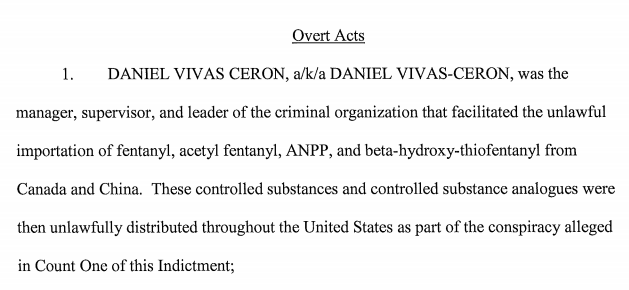 Overt Acts
1. DANIEL VIVAS CERON, a/k/a DANIEL VIVAS-CERON, was the
manager, supervisor, and leader of the criminal organization that facilitated the unlawful
importation of fentanyl, acetyl fentanyl, ANPP, and beta-hydroxy-thiofentanyl from
Canada and China. These controlled substances and controlled substance analogues were
then unlawfully distributed throughout the United States as part of the conspiracy alleged
in Count One of this Indictment;